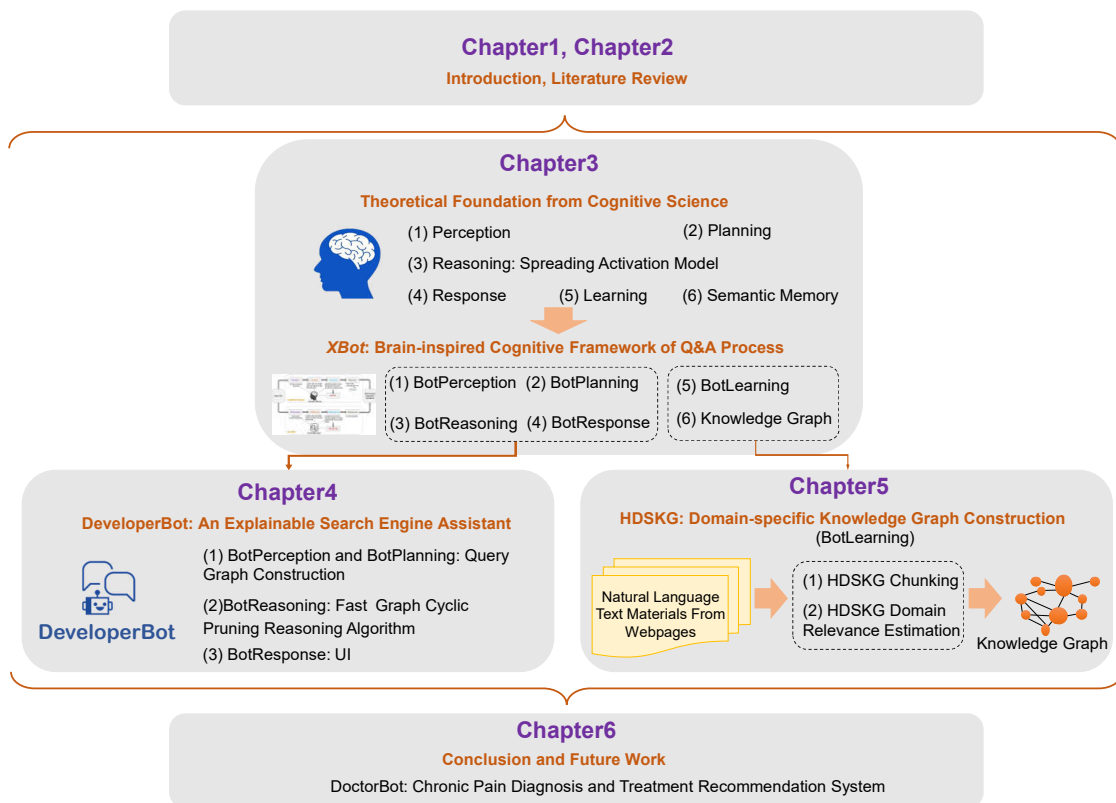 Chapter1, Chapter2
Introduction, Literature Review
Chapter3
Theoretical Foundation from Cognitive Science
(1) Perception
(2) Planning
(3) Reasoning: Spreading Activation Model
(4) Response
(5) Learning
(6) Semantic Memory
XBot: Brain-inspired Cognitive Framework of Q&A Process
(1) BotPerception (2) BotPlanning
(3) BotReasoning (4) BotResponse
(5) BotLearning
(6) Knowledge Graph
Chapter4
DeveloperBot: An Explainable Search Engine Assistant
(1) BotPerception and BotPlanning: Query
Graph Construction
(2)BotReasoning: Fast Graph Cyclic
Pruning Reasoning Algorithm
(3) BotResponse: UI
DeveloperBot
Chapter5
HDSKG: Domain-specific Knowledge Graph Construction
(BotLearning)
Natural Language
Text Materials From
Webpages
(1) HDSKG Chunking
(2) HDSKG Domain
Relevance Estimation
Knowledge Graph
Chapter6
Conclusion and Future Work
DoctorBot: Chronic Pain Diagnosis and Treatment Recommendation System